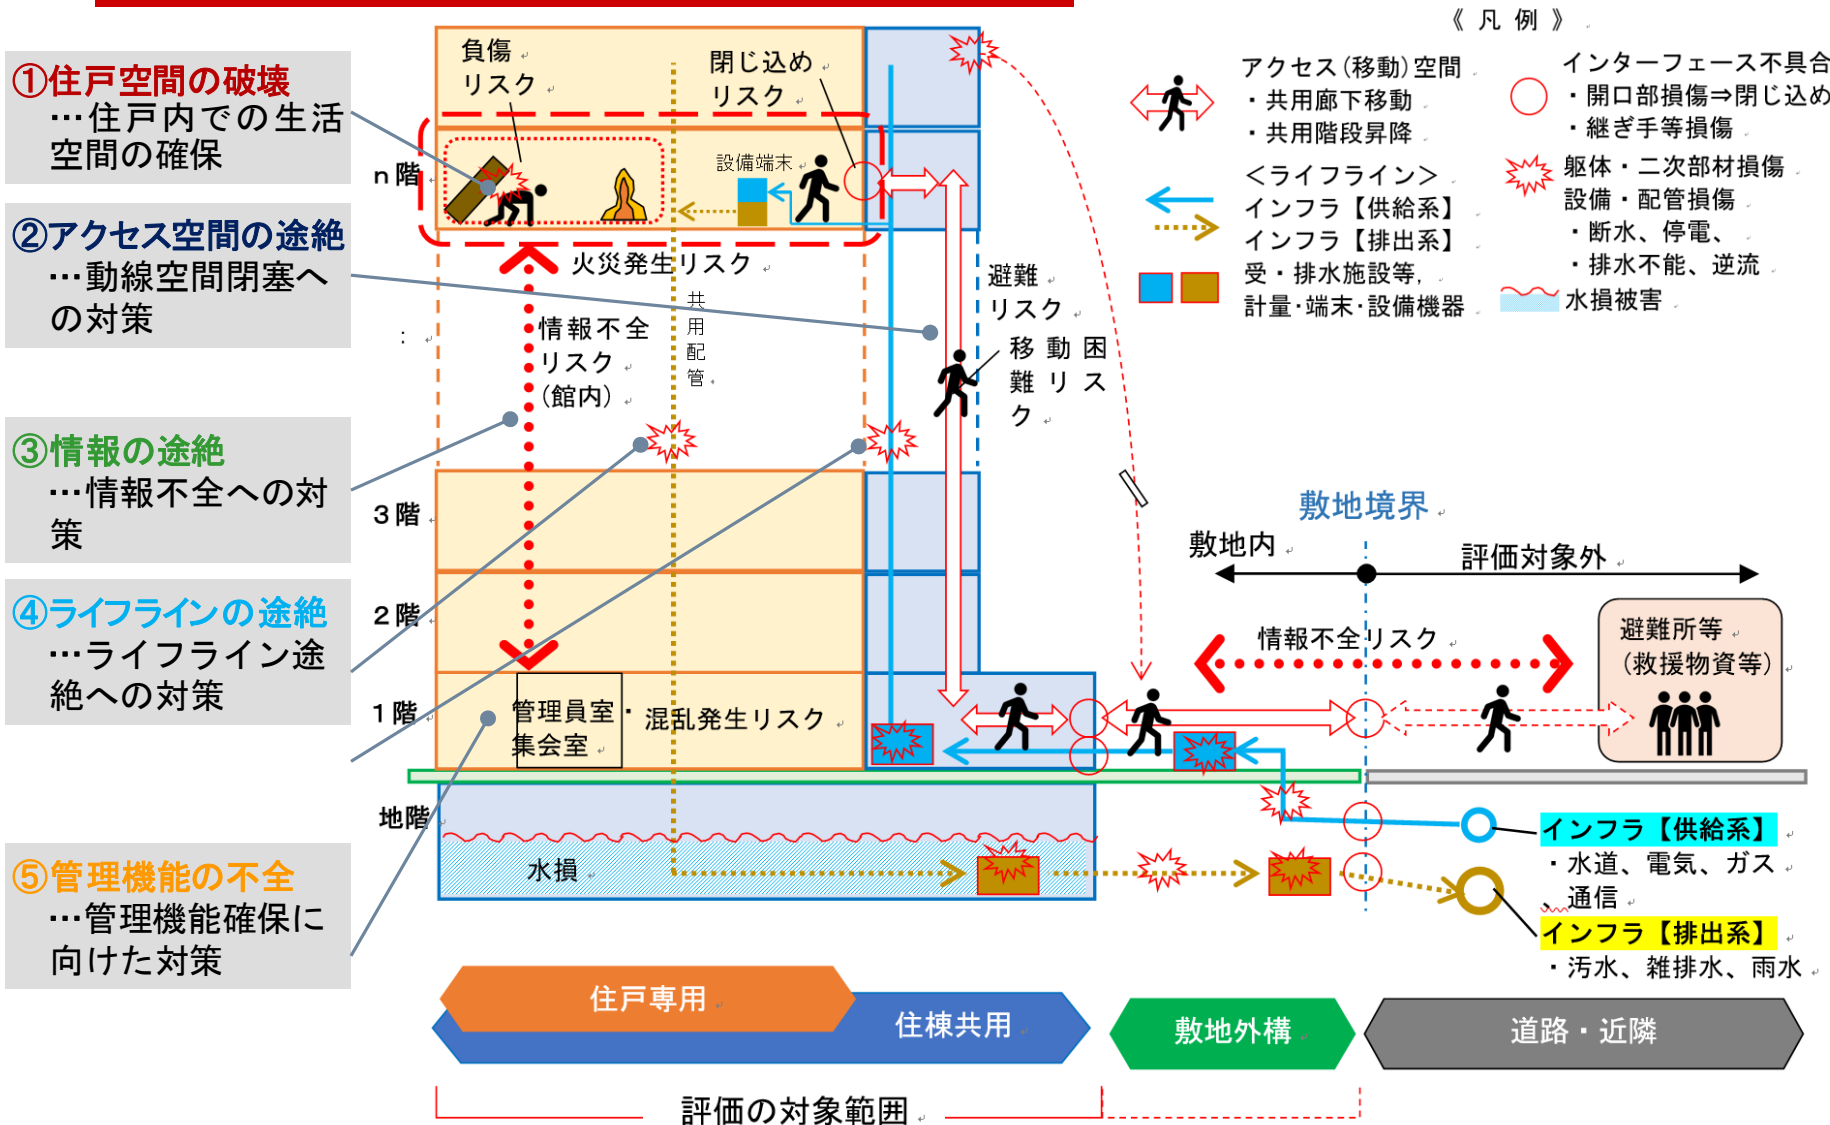 ①住戸空間の破壊
…住戸内での生活
空間の確保
②アクセス空間の途絶
…動線空間閉塞へ
の対策
③情報の途絶
…情報不全への対
策
④ライフラインの途絶
…ライフライン途
絶への対策
⑤管理機能の不全
…管理機能確保に
向けた対策
負傷
リスク
閉じ込め
リスク
n階
設備端末
火災発生リスク
共
用
配
管
情報不全
リスク
(館内)
避難
リスク
移動困
難リス
ク
:
3階
2階
1階
管理員室・
集会室
混乱発生リスク
地階
水損
《凡例》
アクセス(移動)空間
・共用廊下移動
・共用階段昇降
＜ライフライン＞
インフラ【供給系】
インフラ【排出系】
受・排水施設等,
計量・端末・設備機器
インターフェース不具合
・開口部損傷⇒閉じ込め
・継ぎ手等損傷
躯体・二次部材損傷
設備・配管損傷
・断水、停電、
・排水不能、逆流
水損被害
敷地境界
敷地内
評価対象外
情報不全リスク
避難所等
(救援物資等)
インフラ【供給系】
・水道、電気、ガス
、通信
インフラ【排出系】
・汚水、雑排水、雨水
住戸専用
住棟共用
敷地外構
道路・近隣
評価の対象範囲